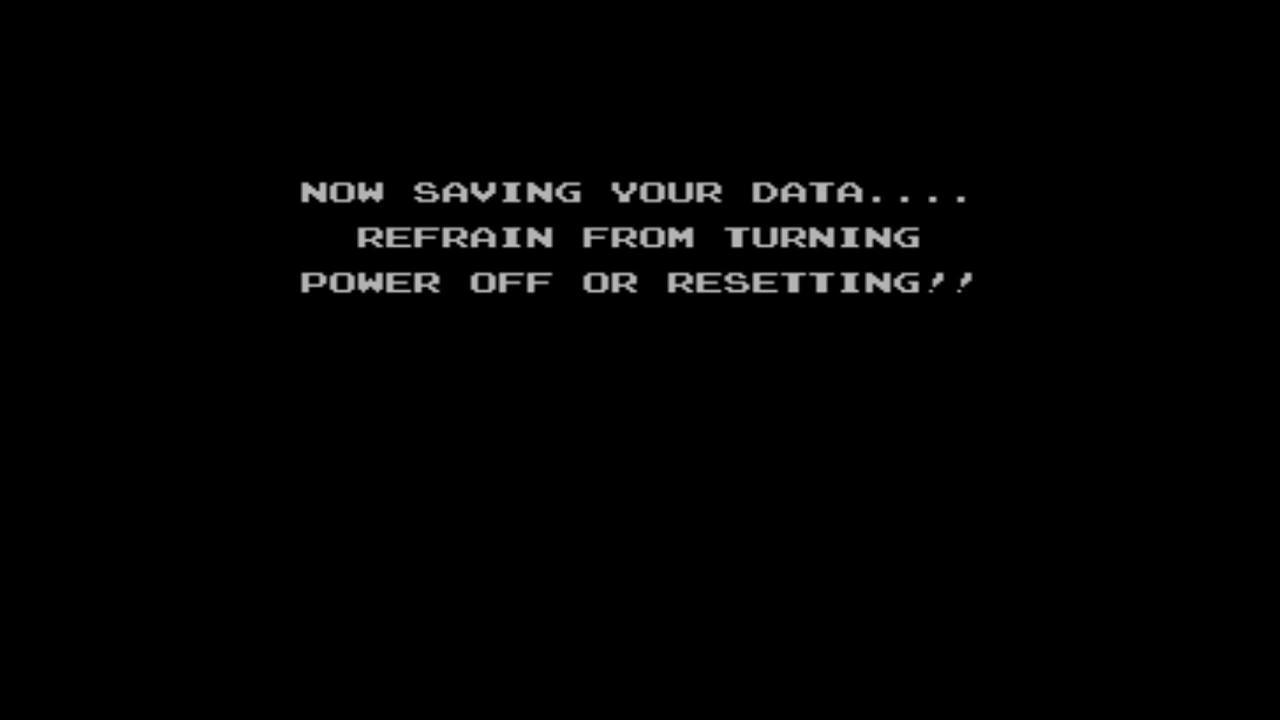 NOW SAVING YOUR DATA....
REFRAIN FROM TURNING
POWER OFF OR RESETTING!!